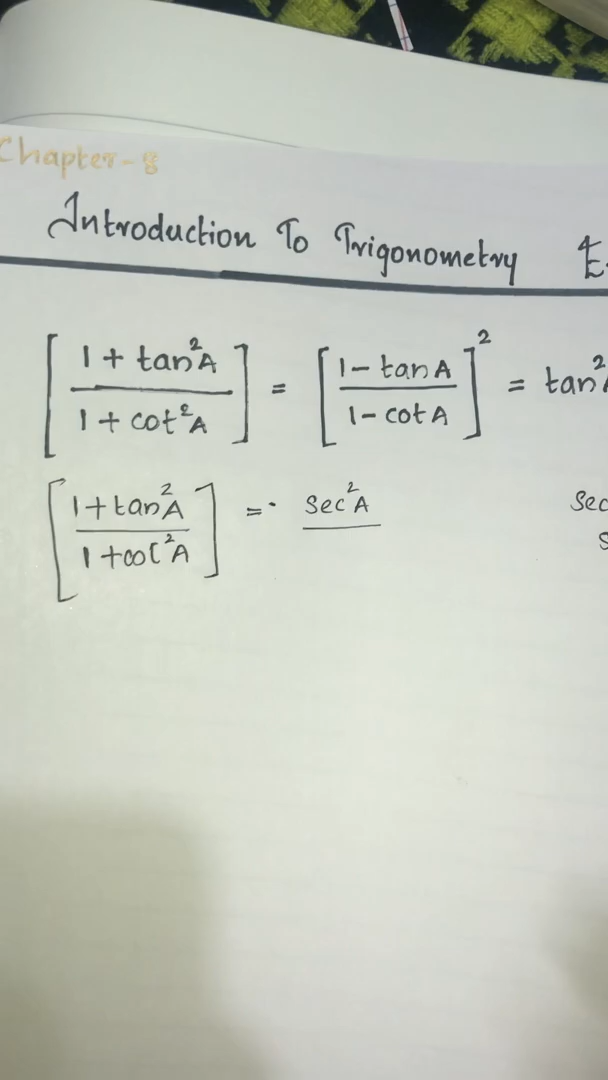 Chapter-8
Introduction To Trigonometry
[1 + tan²A / 1 + cot²A] = [1 - tanA / 1 - cotA]² = tan²
[1+tan²A / 1+cot²A] = sec²A sec